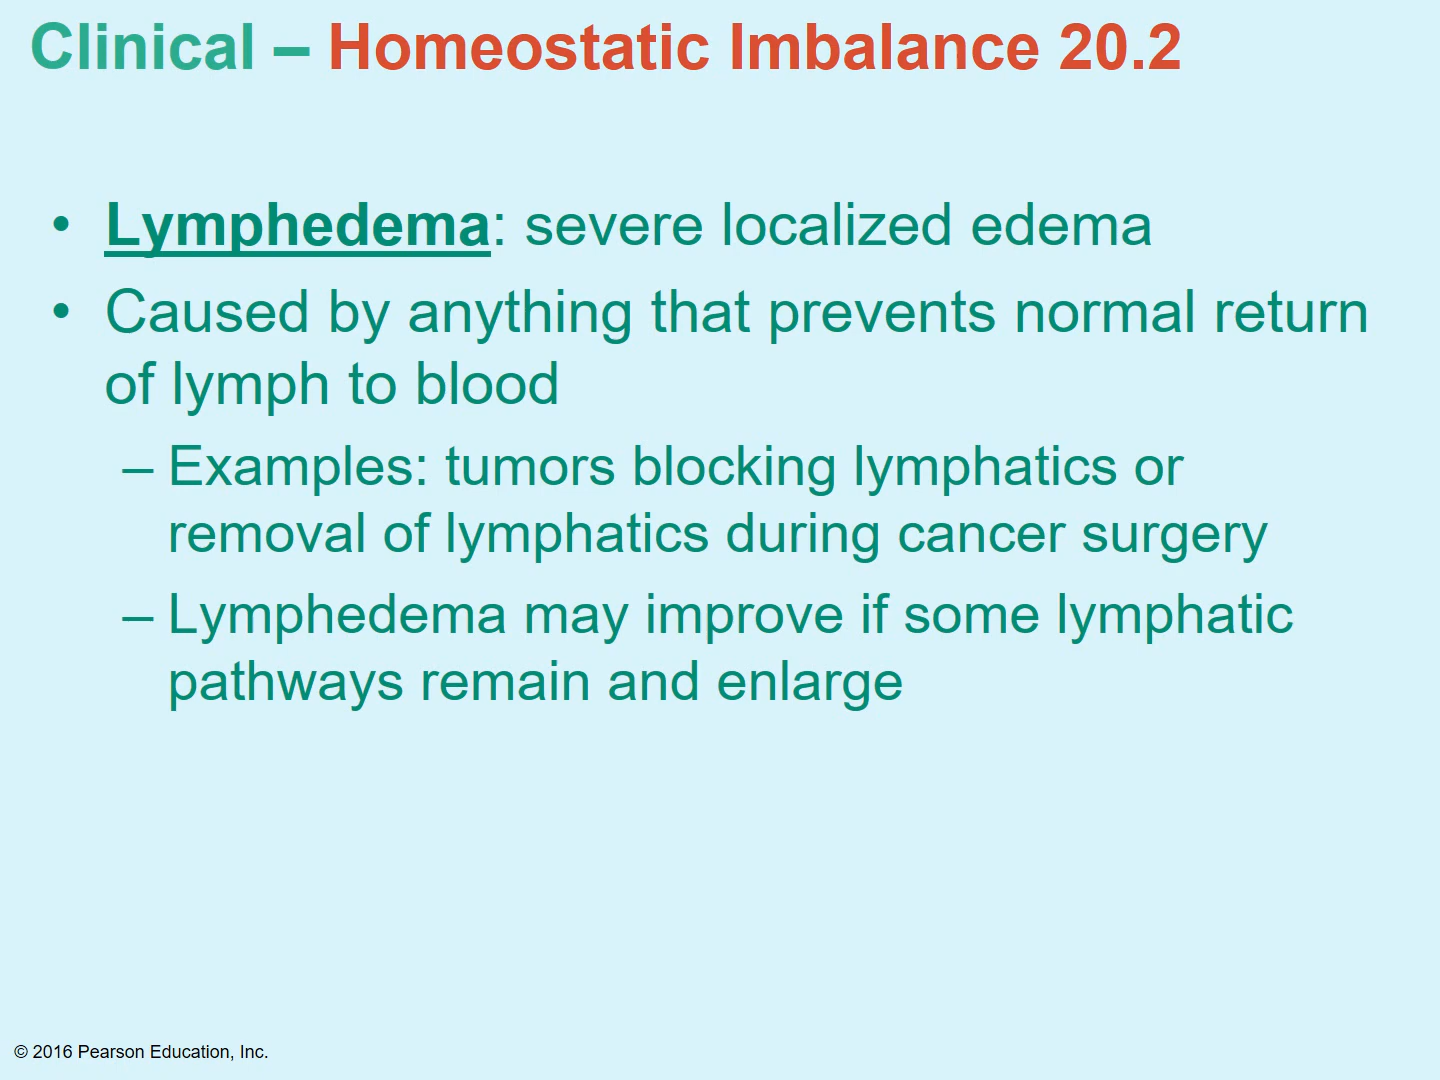 Clinical – Homeostatic Imbalance 20.2
• Lymphedema: severe localized edema
• Caused by anything that prevents normal return
of lymph to blood
– Examples: tumors blocking lymphatics or
removal of lymphatics during cancer surgery
– Lymphedema may improve if some lymphatic
pathways remain and enlarge
© 2016 Pearson Education, Inc.